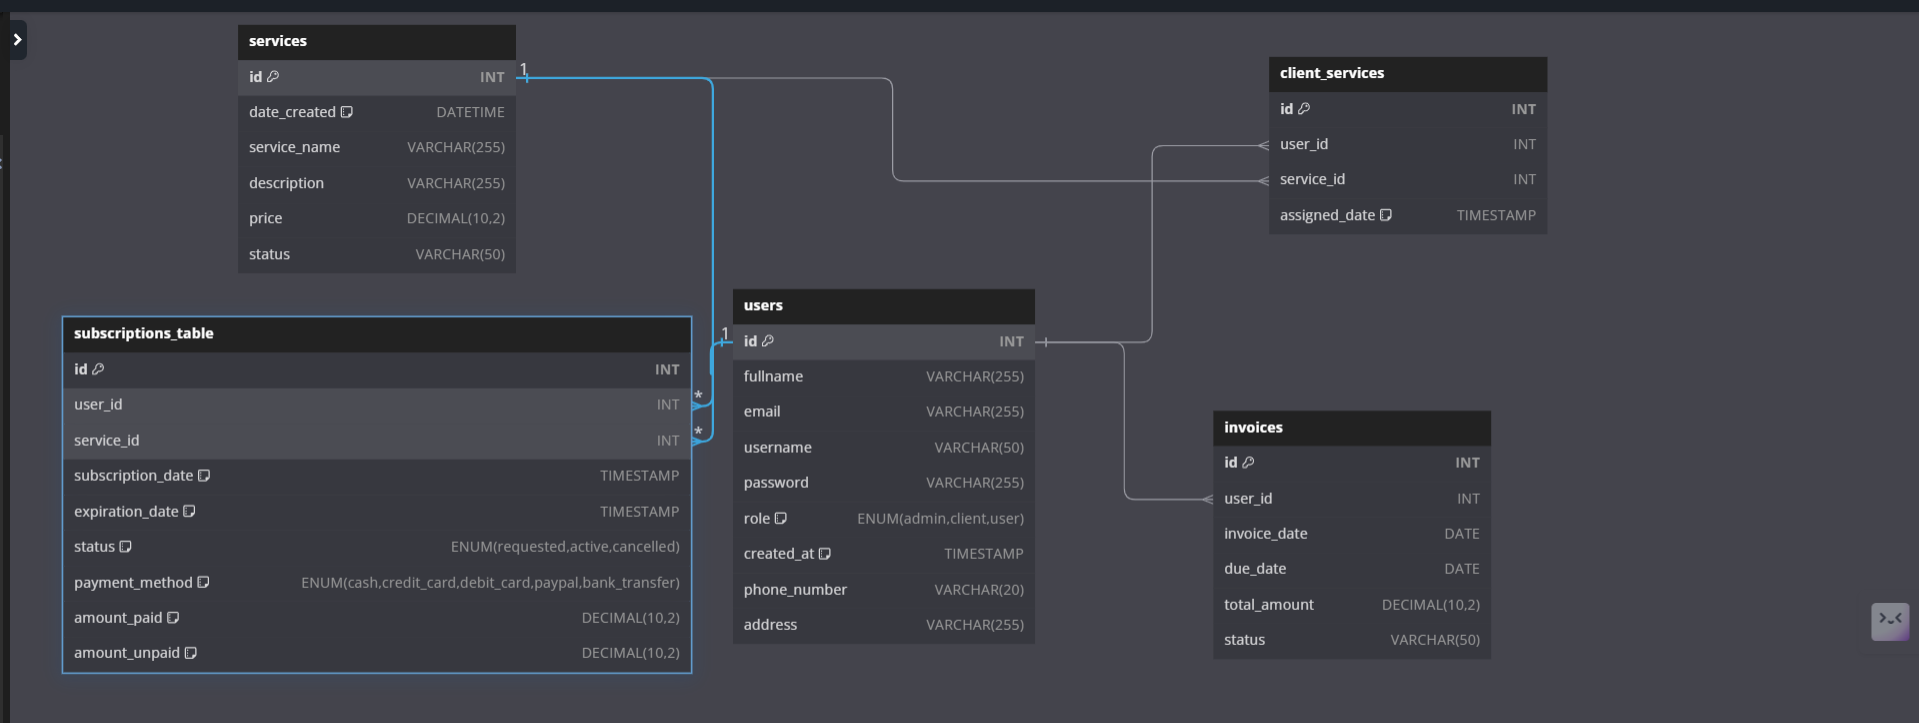 services
id INT
date_created DATETIME
service_name VARCHAR(255)
description VARCHAR(255)
price DECIMAL(10,2)
status VARCHAR(50)
1
client_services
id INT
user_id INT
service_id INT
assigned_date TIMESTAMP
subscriptions_table
id INT
user_id INT
service_id INT
subscription_date TIMESTAMP
expiration_date TIMESTAMP
status ENUM(requested,active,cancelled)
payment_method ENUM(cash,credit_card,debit_card,paypal,bank_transfer)
amount_paid DECIMAL(10,2)
amount_unpaid DECIMAL(10,2)
*
*
1
users
id INT
fullname VARCHAR(255)
email VARCHAR(255)
username VARCHAR(50)
password VARCHAR(255)
role ENUM(admin,client,user)
created_at TIMESTAMP
phone_number VARCHAR(20)
address VARCHAR(255)
invoices
id INT
user_id INT
invoice_date DATE
due_date DATE
total_amount DECIMAL(10,2)
status VARCHAR(50)